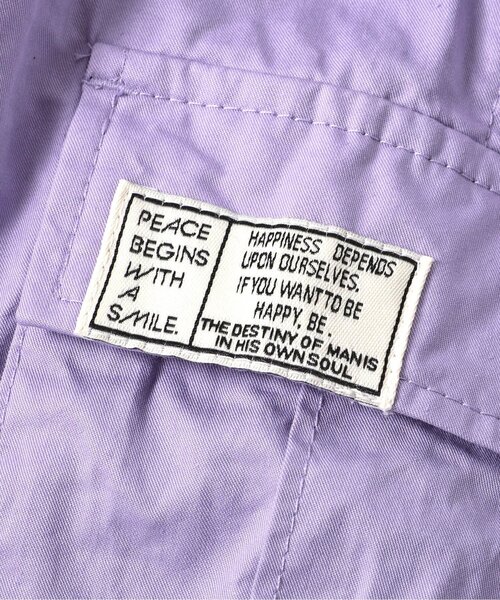 PEACE
BEGINS
WITH
A
SMILE.
HAPPINESS DEPENDS
UPON OURSELVES.
IF YOU WANT TO BE
HAPPY, BE.
THE DESTINY OF MANIS
IN HIS OWN SOUL